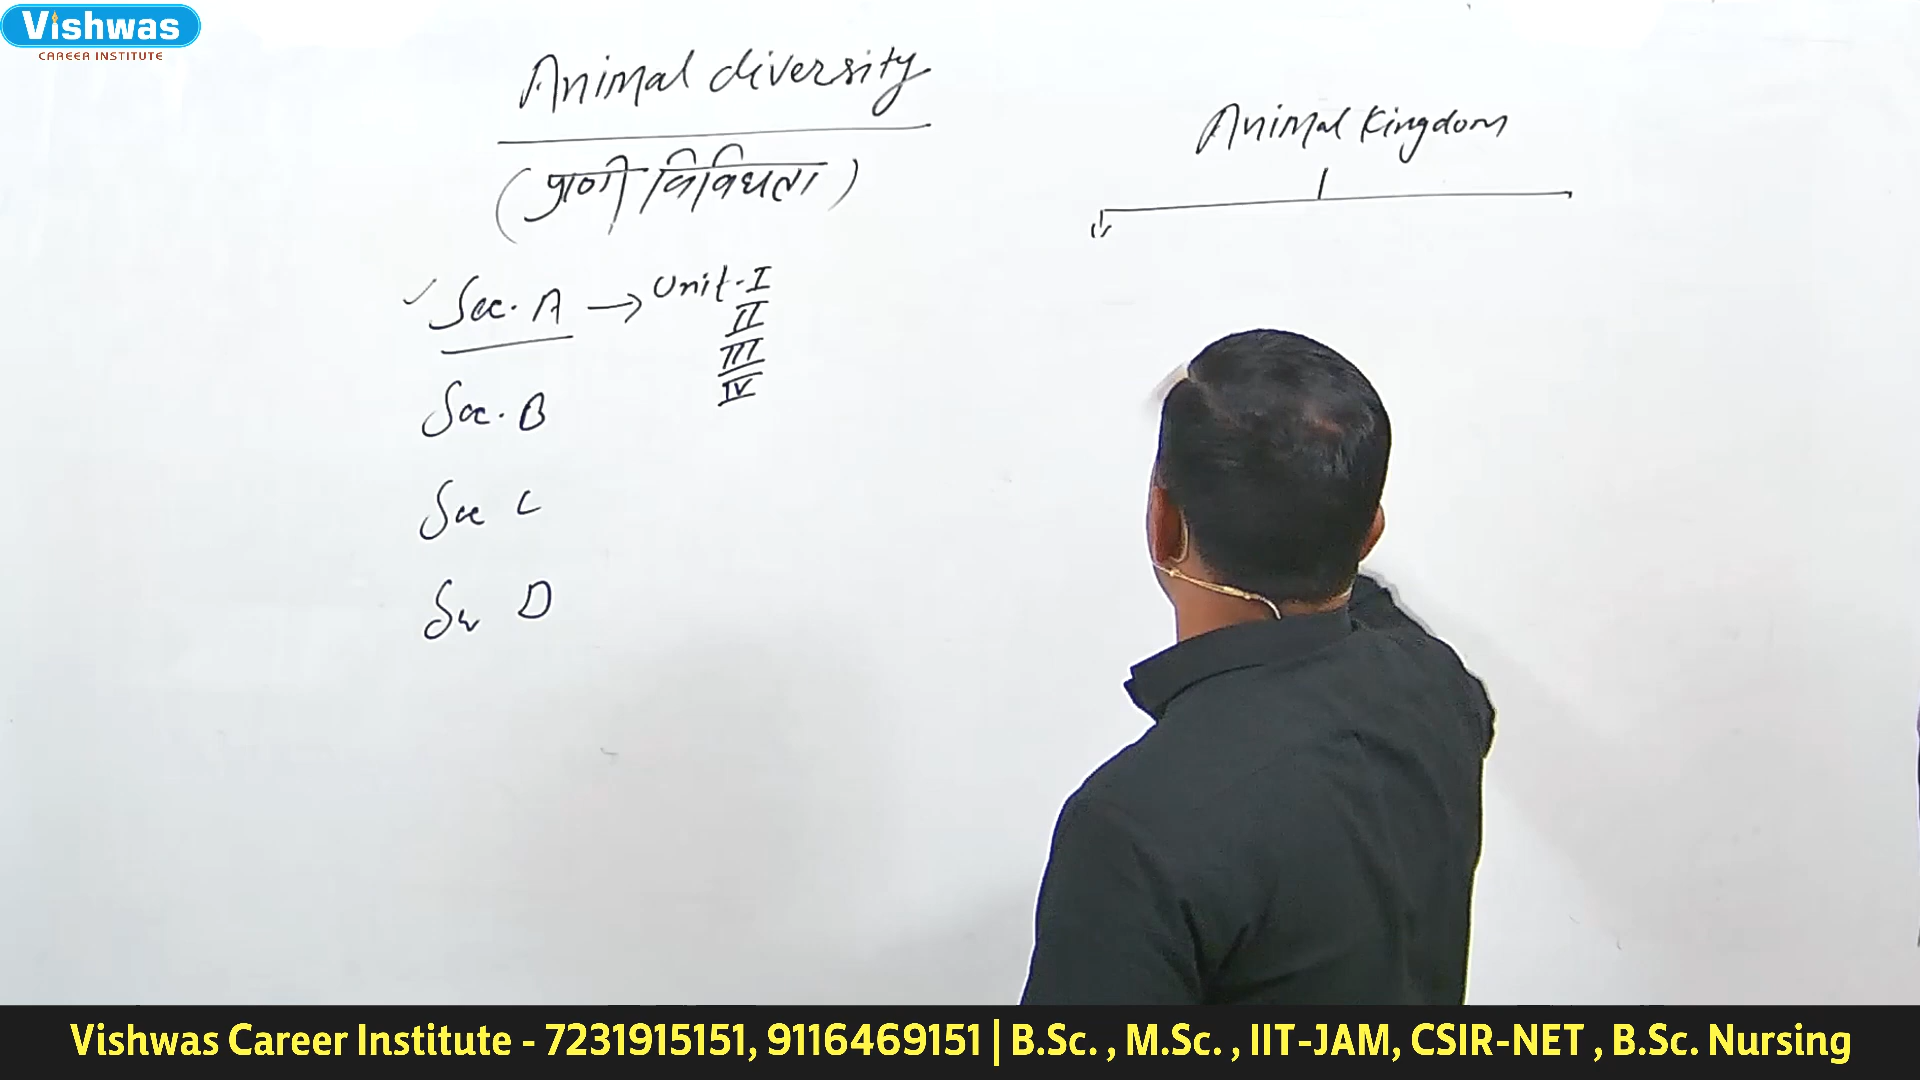 Vishwas
CAREER INSTITUTE
Animal diversity
(प्राणी विविधता)
Sec. A → Unit-I
II
III
IV
Sec. B
Sec C
Sec D
Animal Kingdom
Vishwas Career Institute - 7231915151, 9116469151 | B.Sc. , M.Sc. , IIT-JAM, CSIR-NET , B.Sc. Nursing